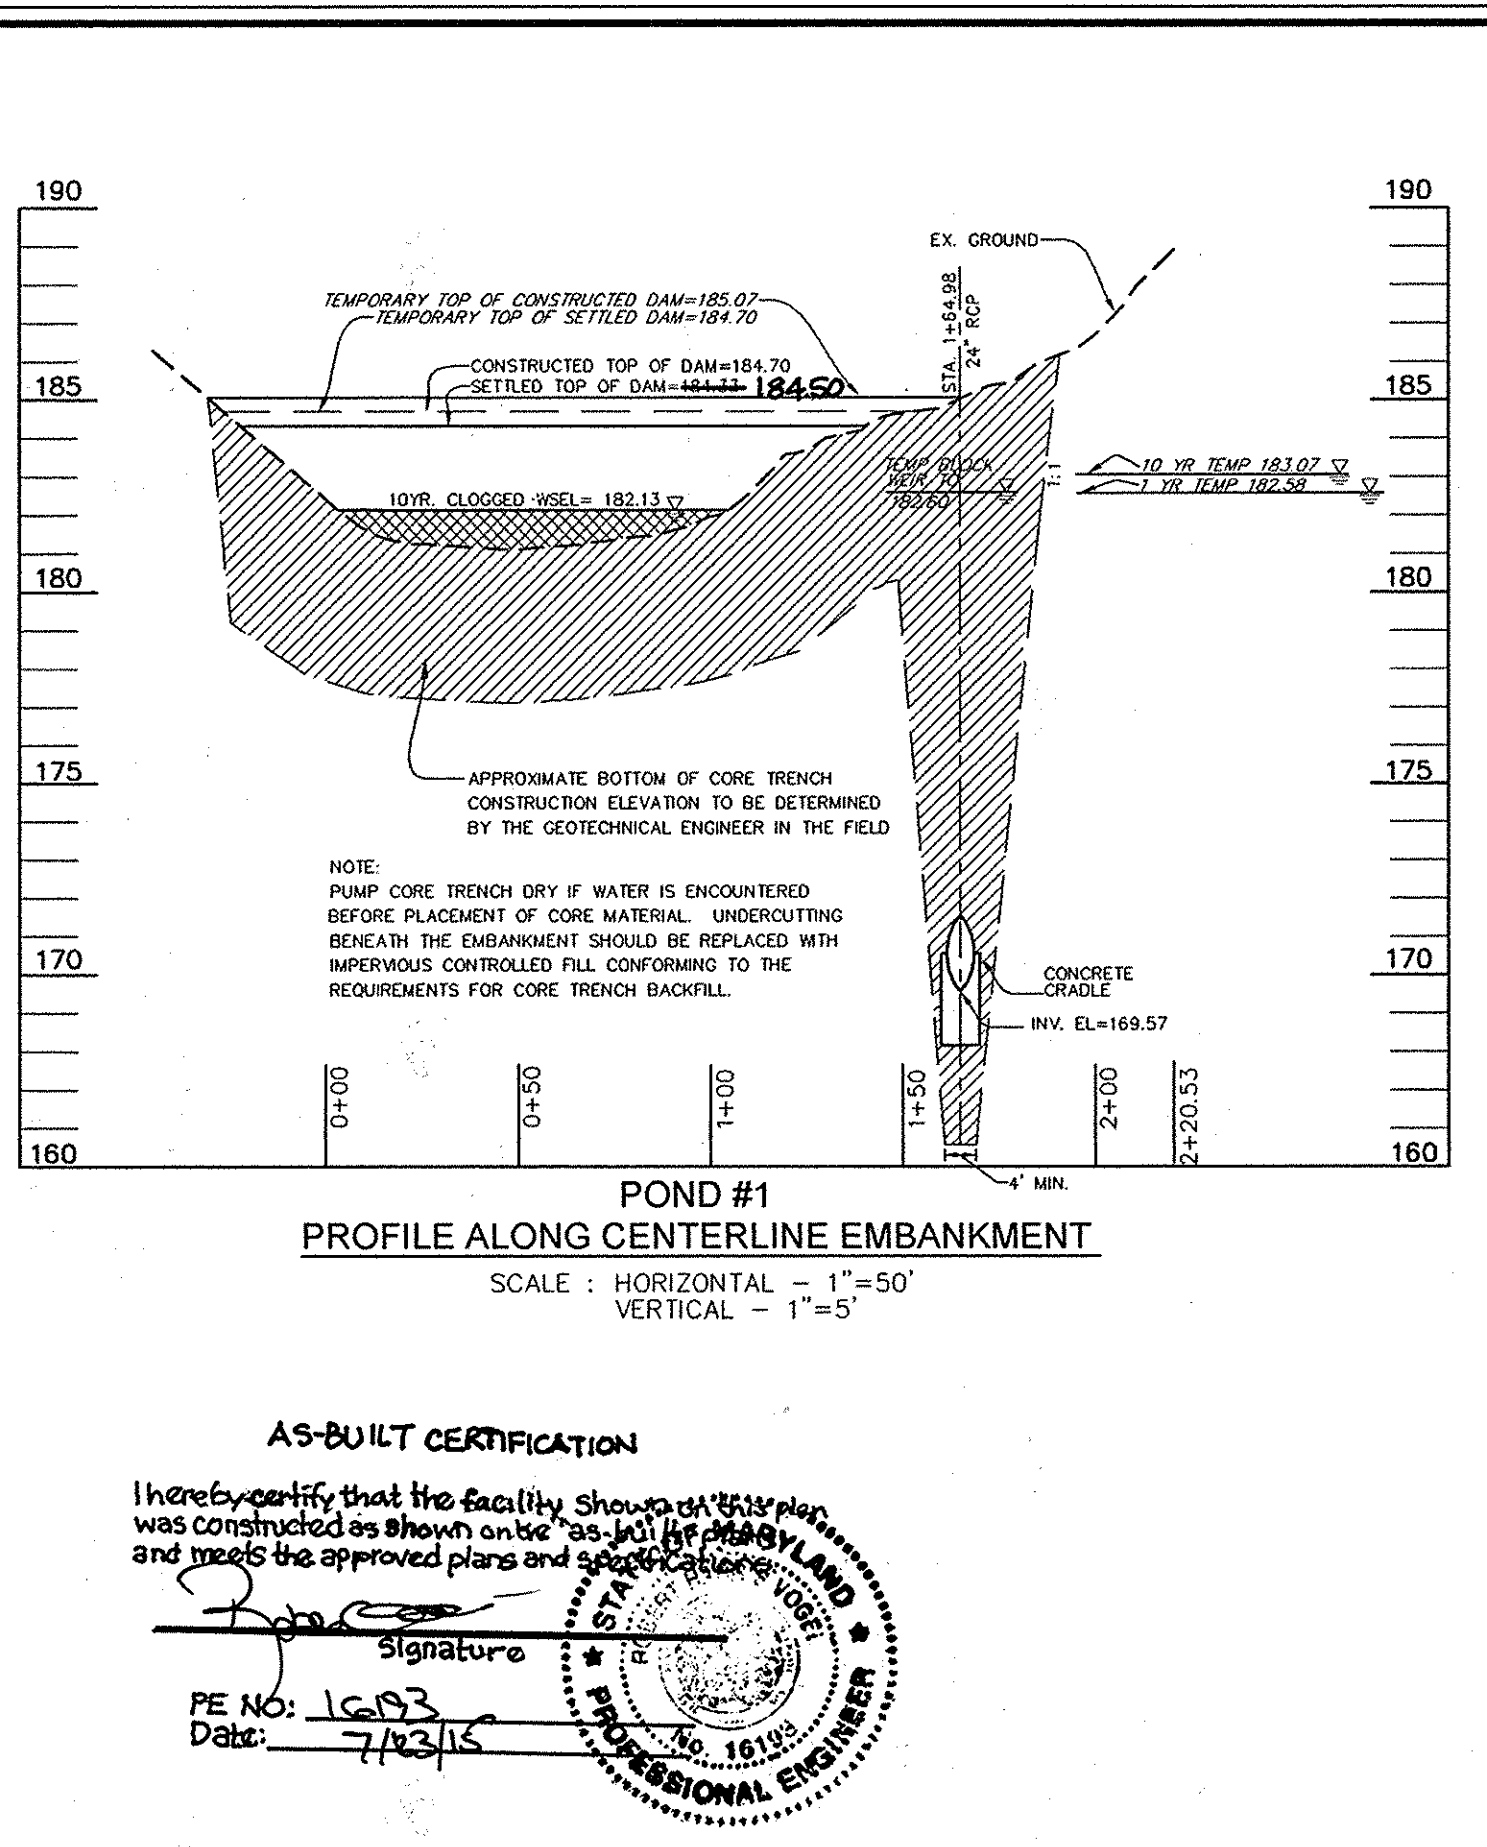 190
190
EX. GROUND
STA. 1+64.98
24" RCP
TEMPORARY TOP OF CONSTRUCTED DAM=185.07
TEMPORARY TOP OF SETTLED DAM=184.70
CONSTRUCTED TOP OF DAM=184.70
SETTLED TOP OF DAM=184.33 184.50
185
185
TEMP BLOCK
WEIR TO
182.60
1:1
10 YR TEMP 183.07
1 YR TEMP 182.58
10YR. CLOGGED WSEL= 182.13
180
180
175
175
APPROXIMATE BOTTOM OF CORE TRENCH
CONSTRUCTION ELEVATION TO BE DETERMINED
BY THE GEOTECHNICAL ENGINEER IN THE FIELD
NOTE:
PUMP CORE TRENCH DRY IF WATER IS ENCOUNTERED
BEFORE PLACEMENT OF CORE MATERIAL. UNDERCUTTING
BENEATH THE EMBANKMENT SHOULD BE REPLACED WITH
IMPERVIOUS CONTROLLED FILL CONFORMING TO THE
REQUIREMENTS FOR CORE TRENCH BACKFILL.
170
170
CONCRETE
CRADLE
INV. EL=169.57
0+00
0+50
1+00
1+50
2+00
2+20.53
160
160
4' MIN.
POND #1
PROFILE ALONG CENTERLINE EMBANKMENT
SCALE : HORIZONTAL - 1"=50'
VERTICAL - 1"=5'
AS-BUILT CERTIFICATION
I hereby certify that the facility shown on this plan
was constructed as shown on the "as-built" plans
and meets the approved plans and specifications
Signature
PE NO: 16193
Date: 7/23/15
STATE OF MARYLAND
ROBERT VOGEL
No. 16193
PROFESSIONAL ENGINEER